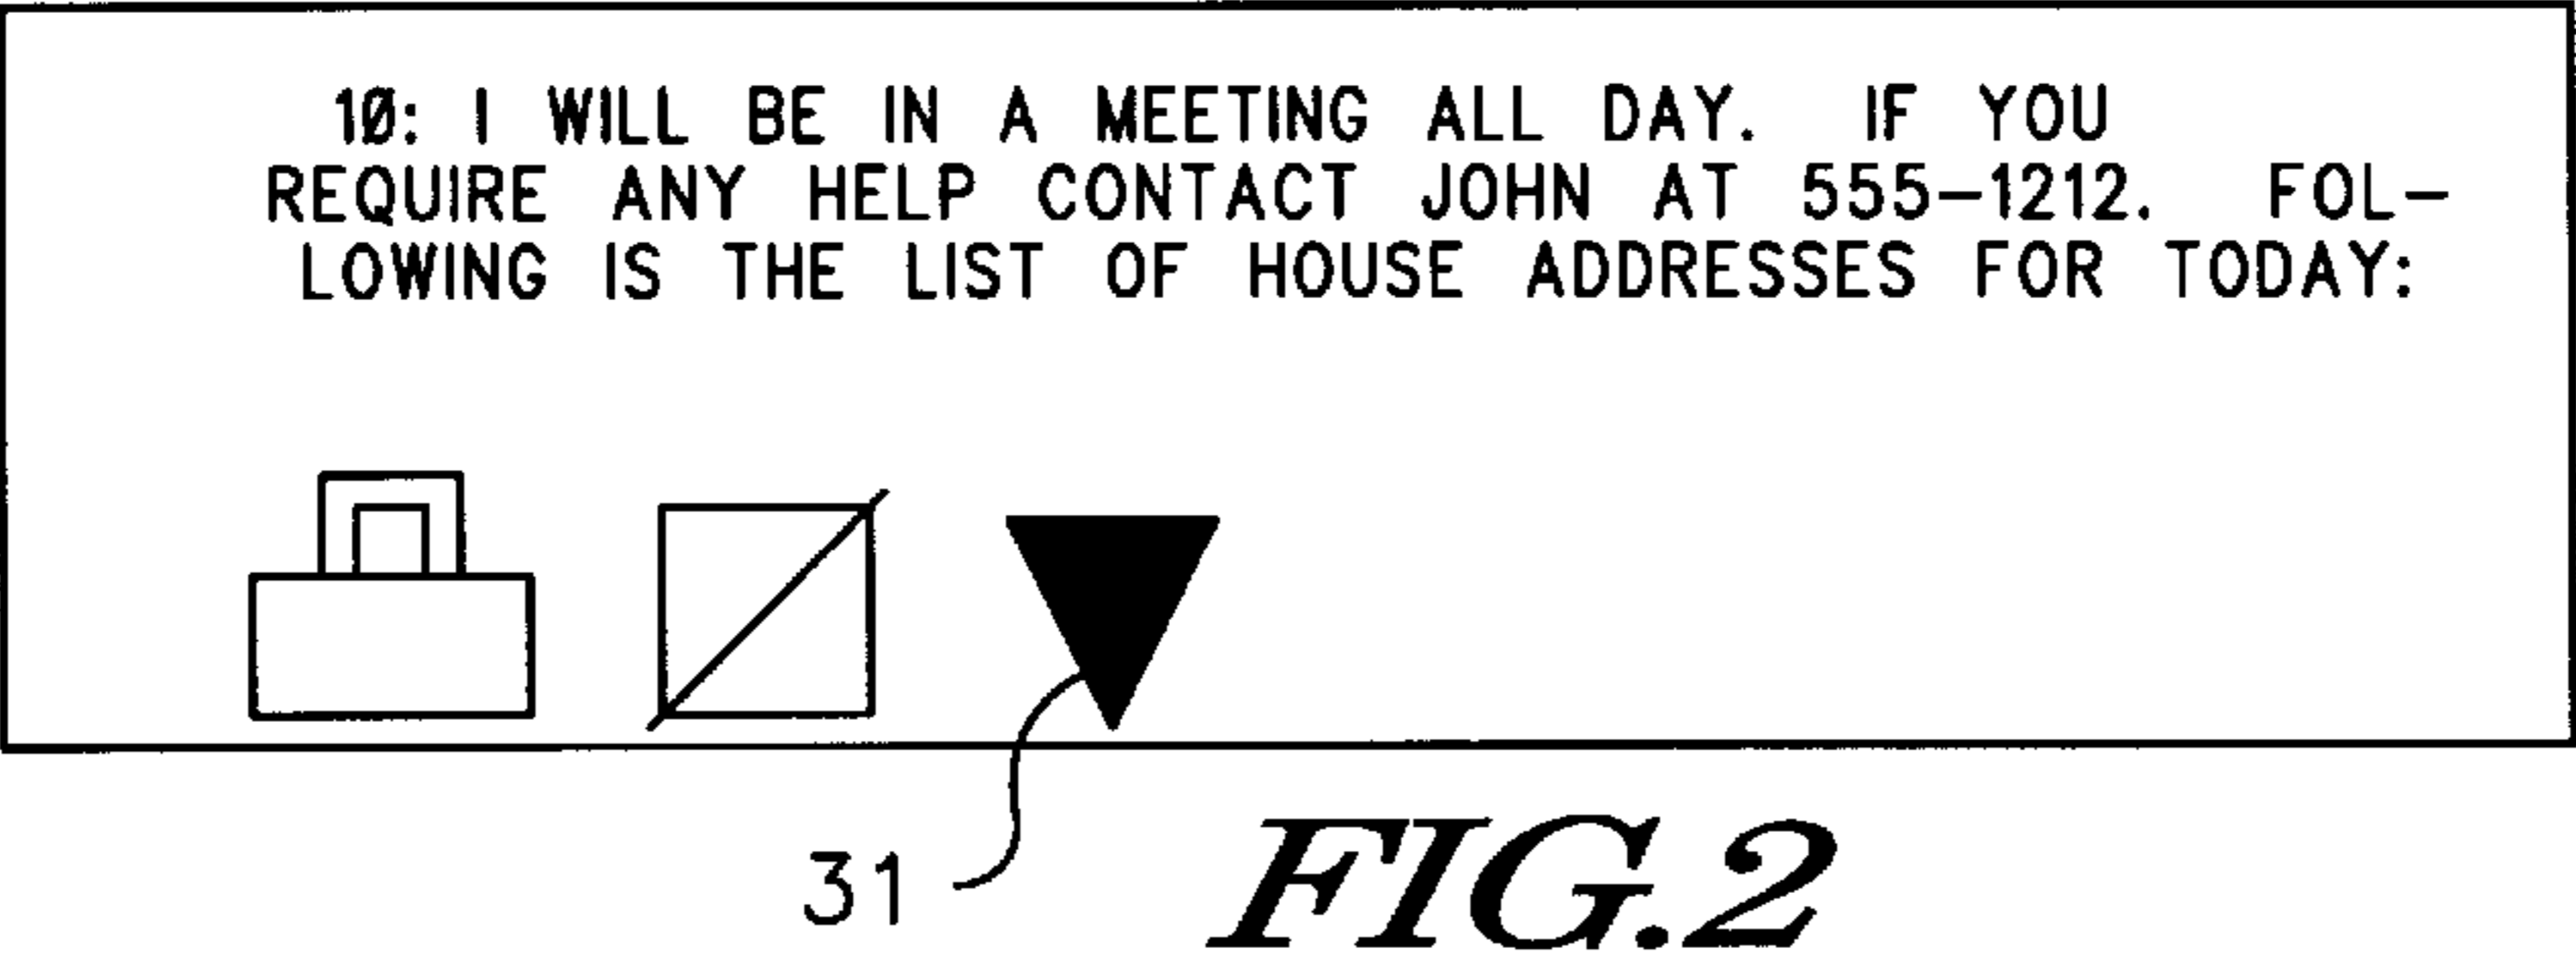 10: I WILL BE IN A MEETING ALL DAY. IF YOU
REQUIRE ANY HELP CONTACT JOHN AT 555-1212. FOL-
LOWING IS THE LIST OF HOUSE ADDRESSES FOR TODAY:
31
FIG.2